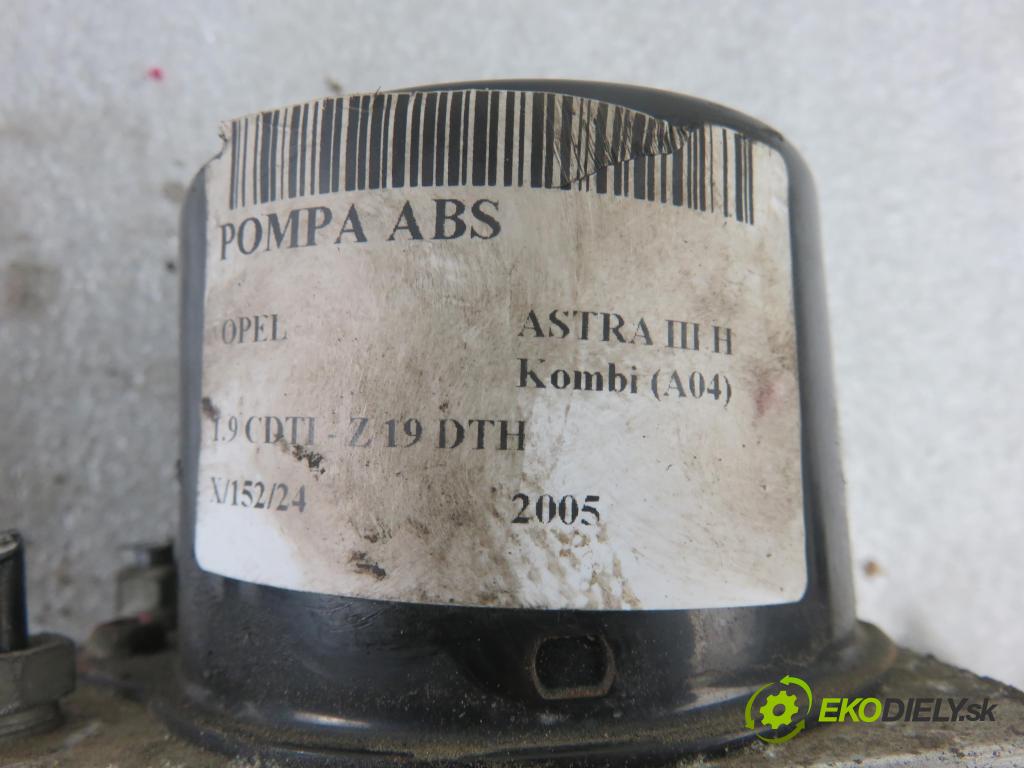 POMPA ABS
OPEL
ASTRA III H
Kombi (A04)
1.9 CDTI - Z 19 DTH
X/152/24
2005
EKODIELY.sk